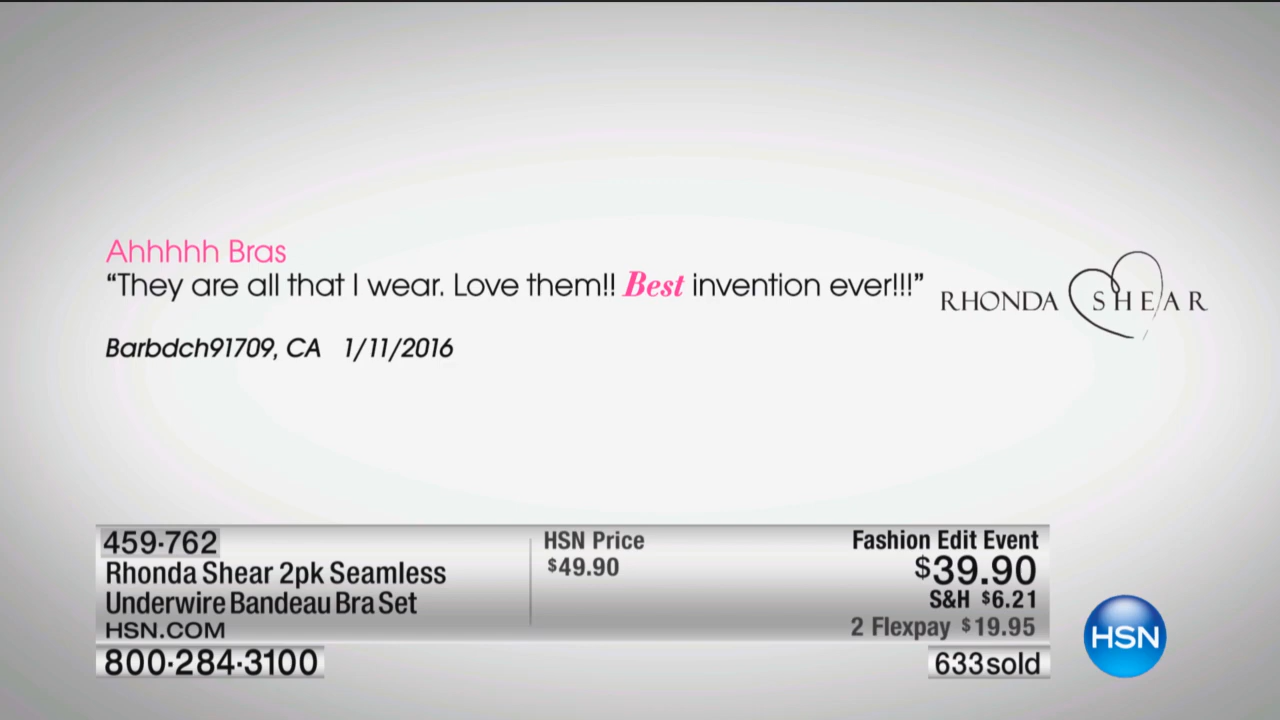 Ahhhhh Bras
“They are all that I wear. Love them!! Best invention ever!!!”
RHONDA SHEAR
Barbdch91709, CA 1/11/2016
459-762
Rhonda Shear 2pk Seamless
Underwire Bandeau Bra Set
HSN.COM
800-284-3100
HSN Price
$49.90
Fashion Edit Event
$39.90
S&H $6.21
2 Flexpay $19.95
633 sold
HSN